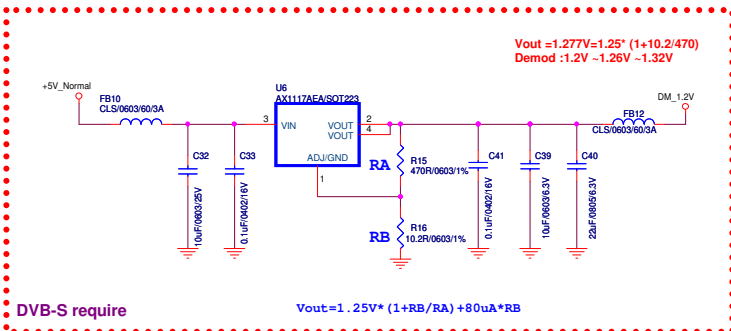 Vout =1.277V=1.25* (1+10.2/470)
Demod :1.2V ~1.26V ~1.32V
+5V_Normal
FB10
CLS/0603/60/3A
U6
AX1117AEA/SOT223
3
VIN
VOUT
2
VOUT
4
ADJ/GND
1
FB12
CLS/0603/60/3A
DM_1.2V
C32
10uF/0603/25V
C33
0.1uF/0402/16V
RA
R15
470R/0603/1%
RB
R16
10.2R/0603/1%
C41
0.1uF/0402/16V
C39
10uF/0603/6.3V
C40
22uF/0805/6.3V
DVB-S require
Vout=1.25V*(1+RB/RA)+80uA*RB